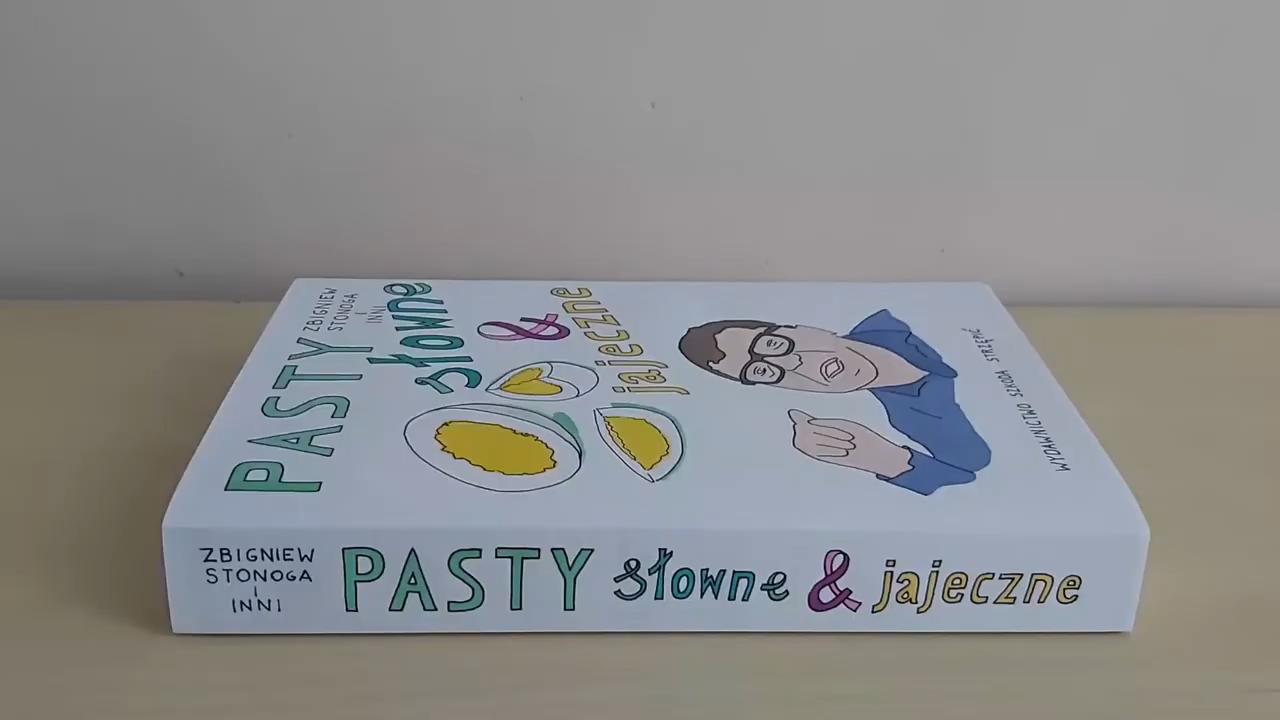 ZBIGNIEW
STONOGA
I
INNI
PASTY
słowne
&
jajeczne
WYDAWNICTWO SZKODA STRZĘPIĆ
ZBIGNIEW
STONOGA
i
INNI
PASTY słowne & jajeczne